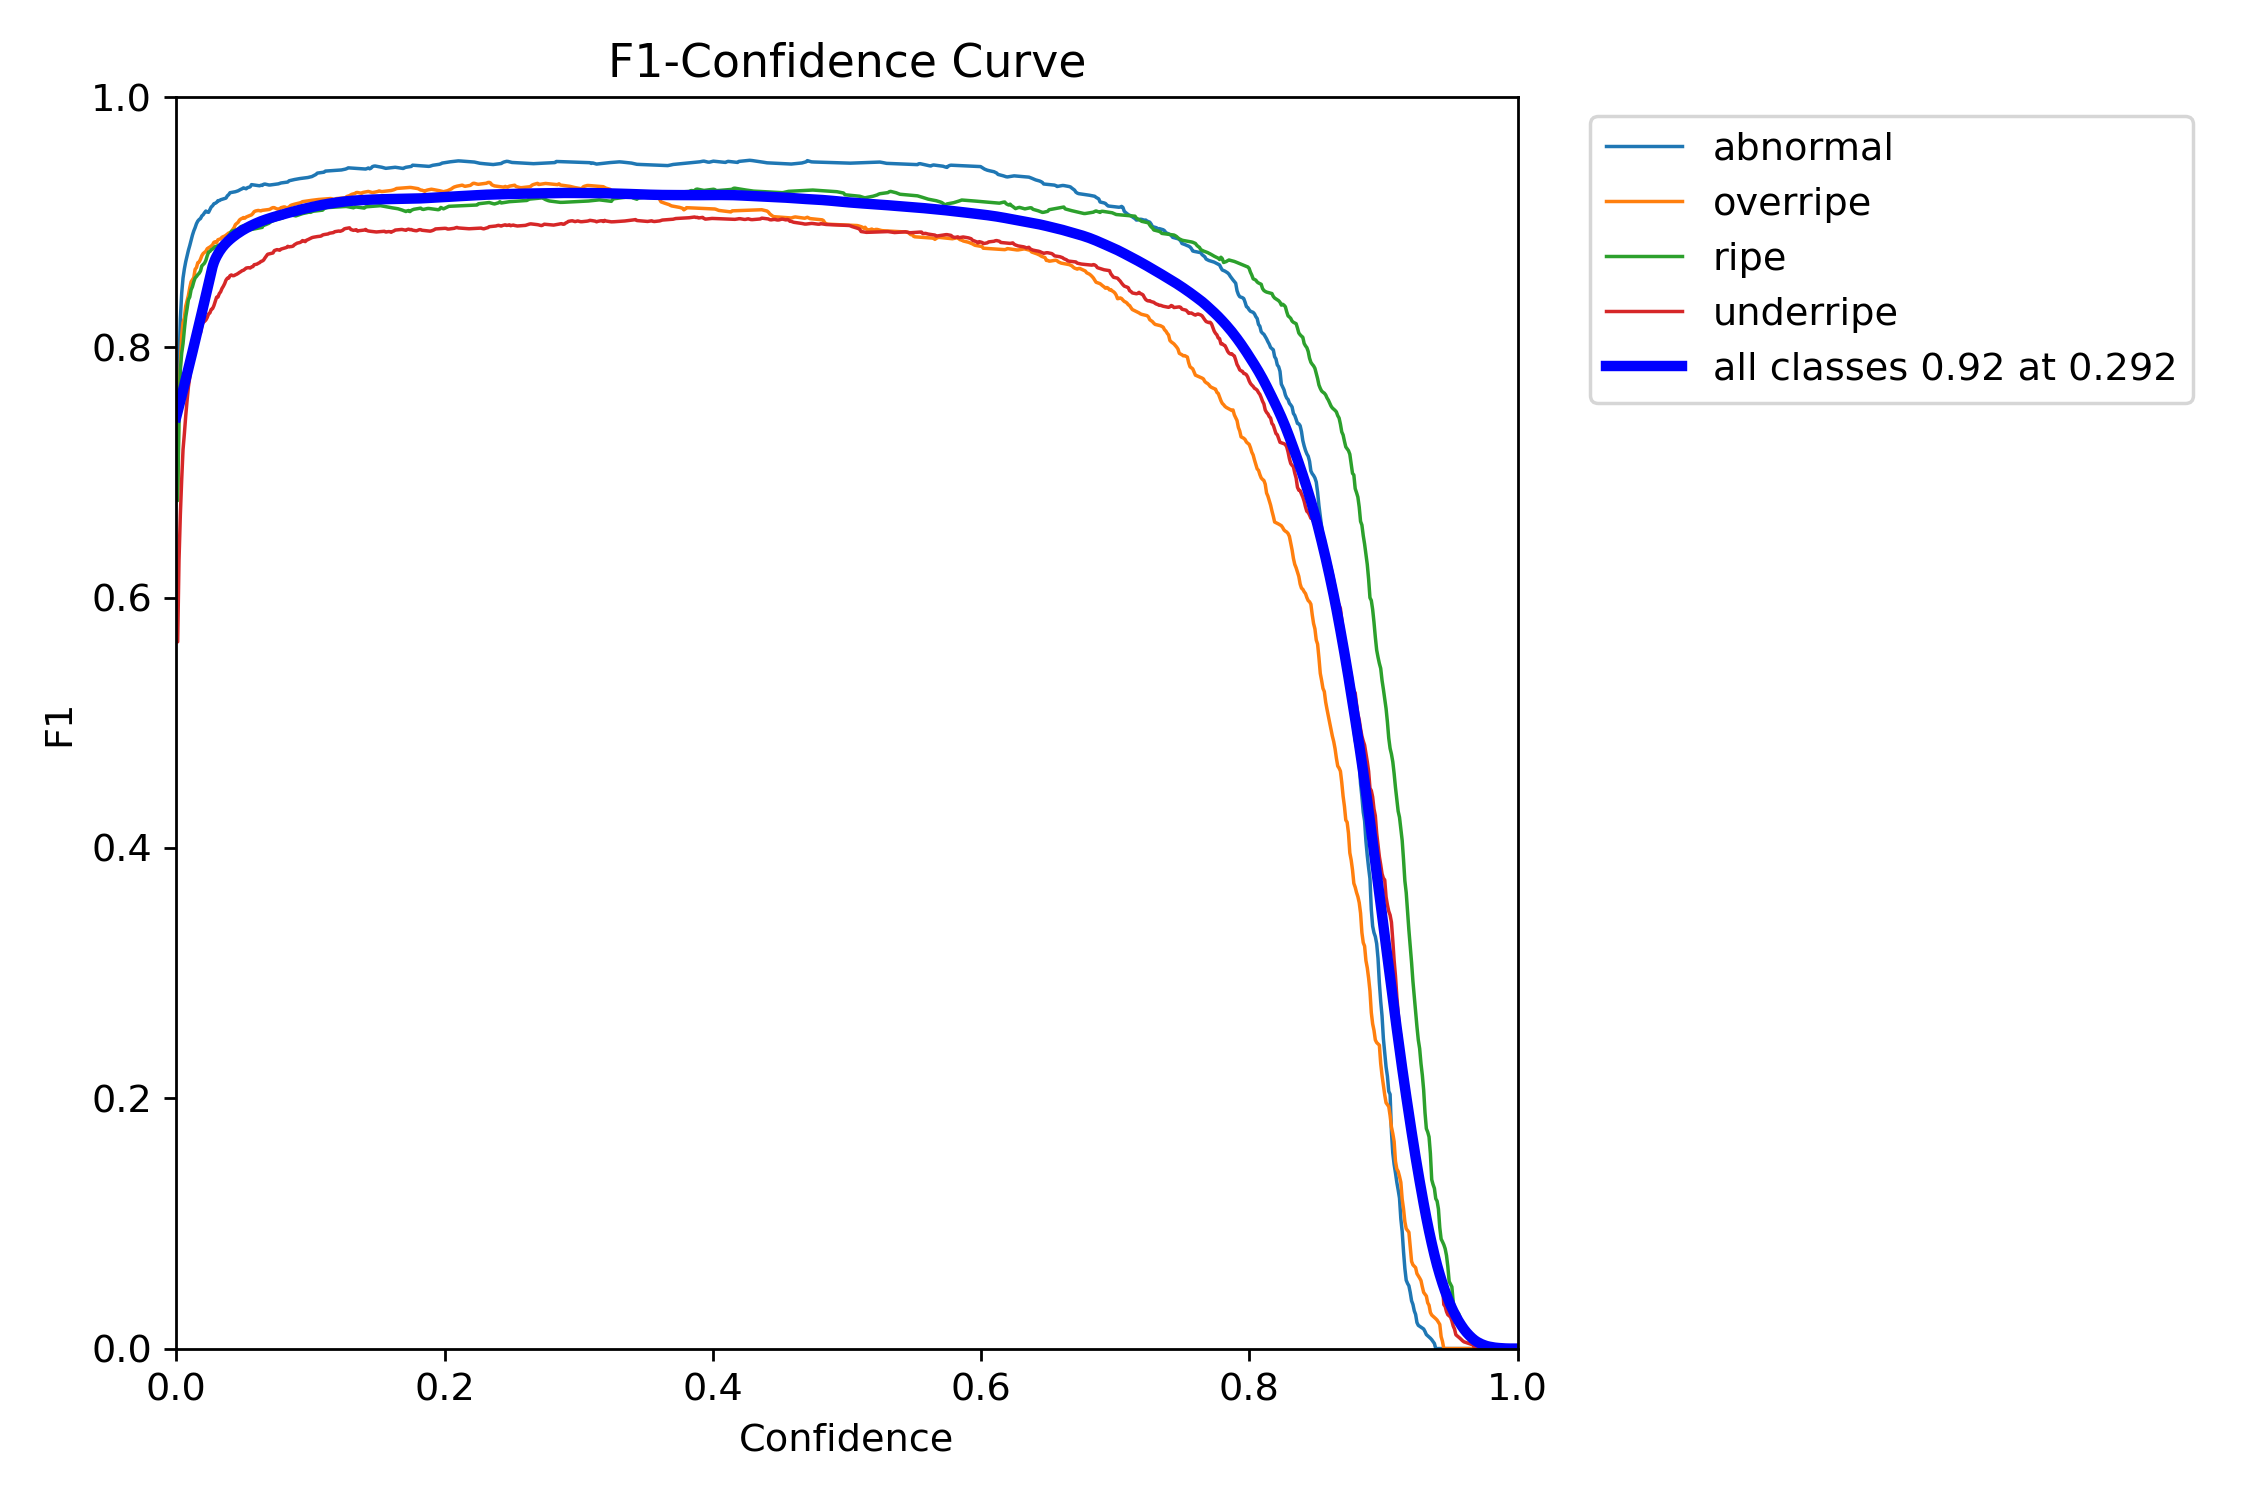 F1-Confidence Curve
1.0
0.8
0.6
0.4
0.2
0.0
F1
0.0 0.2 0.4 0.6 0.8 1.0
Confidence
abnormal
overripe
ripe
underripe
all classes 0.92 at 0.292